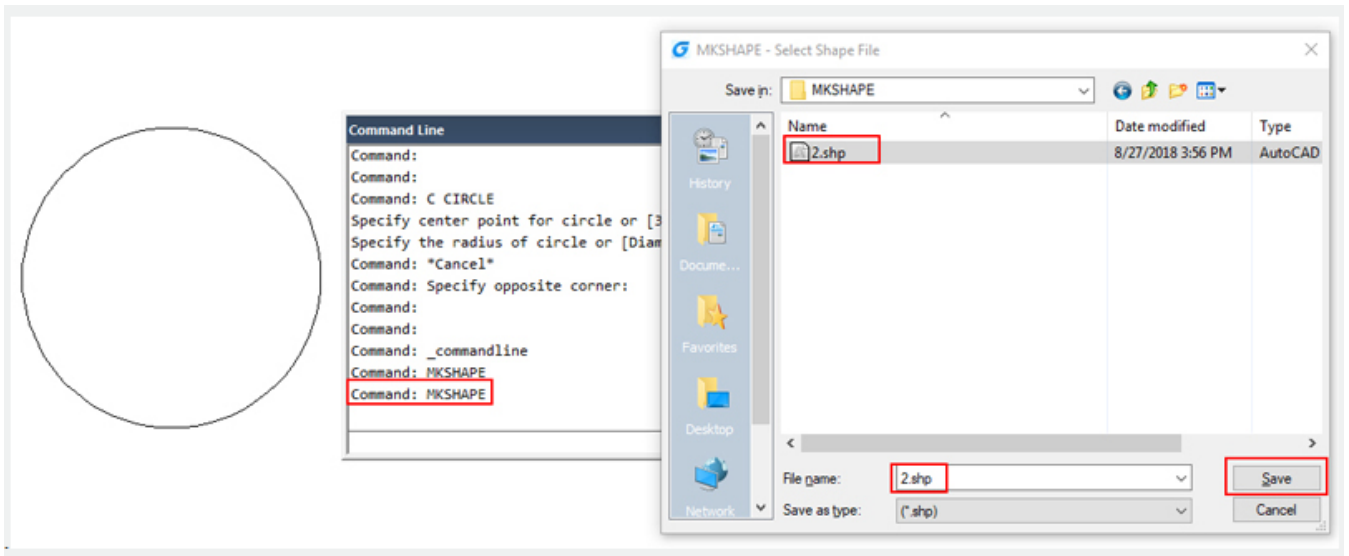 MKSHAPE - Select Shape File
Save in:
MKSHAPE
Command Line
Command:
Command:
Command: C CIRCLE
Specify center point for circle or [3
Specify the radius of circle or [Diam
Command: *Cancel*
Command: Specify opposite corner:
Command:
Command:
Command: _commandline
Command: MKSHAPE
Command: MKSHAPE
History
Docume...
Favorites
Desktop
Network
Name Date modified Type
2.shp 8/27/2018 3:56 PM AutoCAD
File name: 2.shp Save
Save as type: (*.shp) Cancel